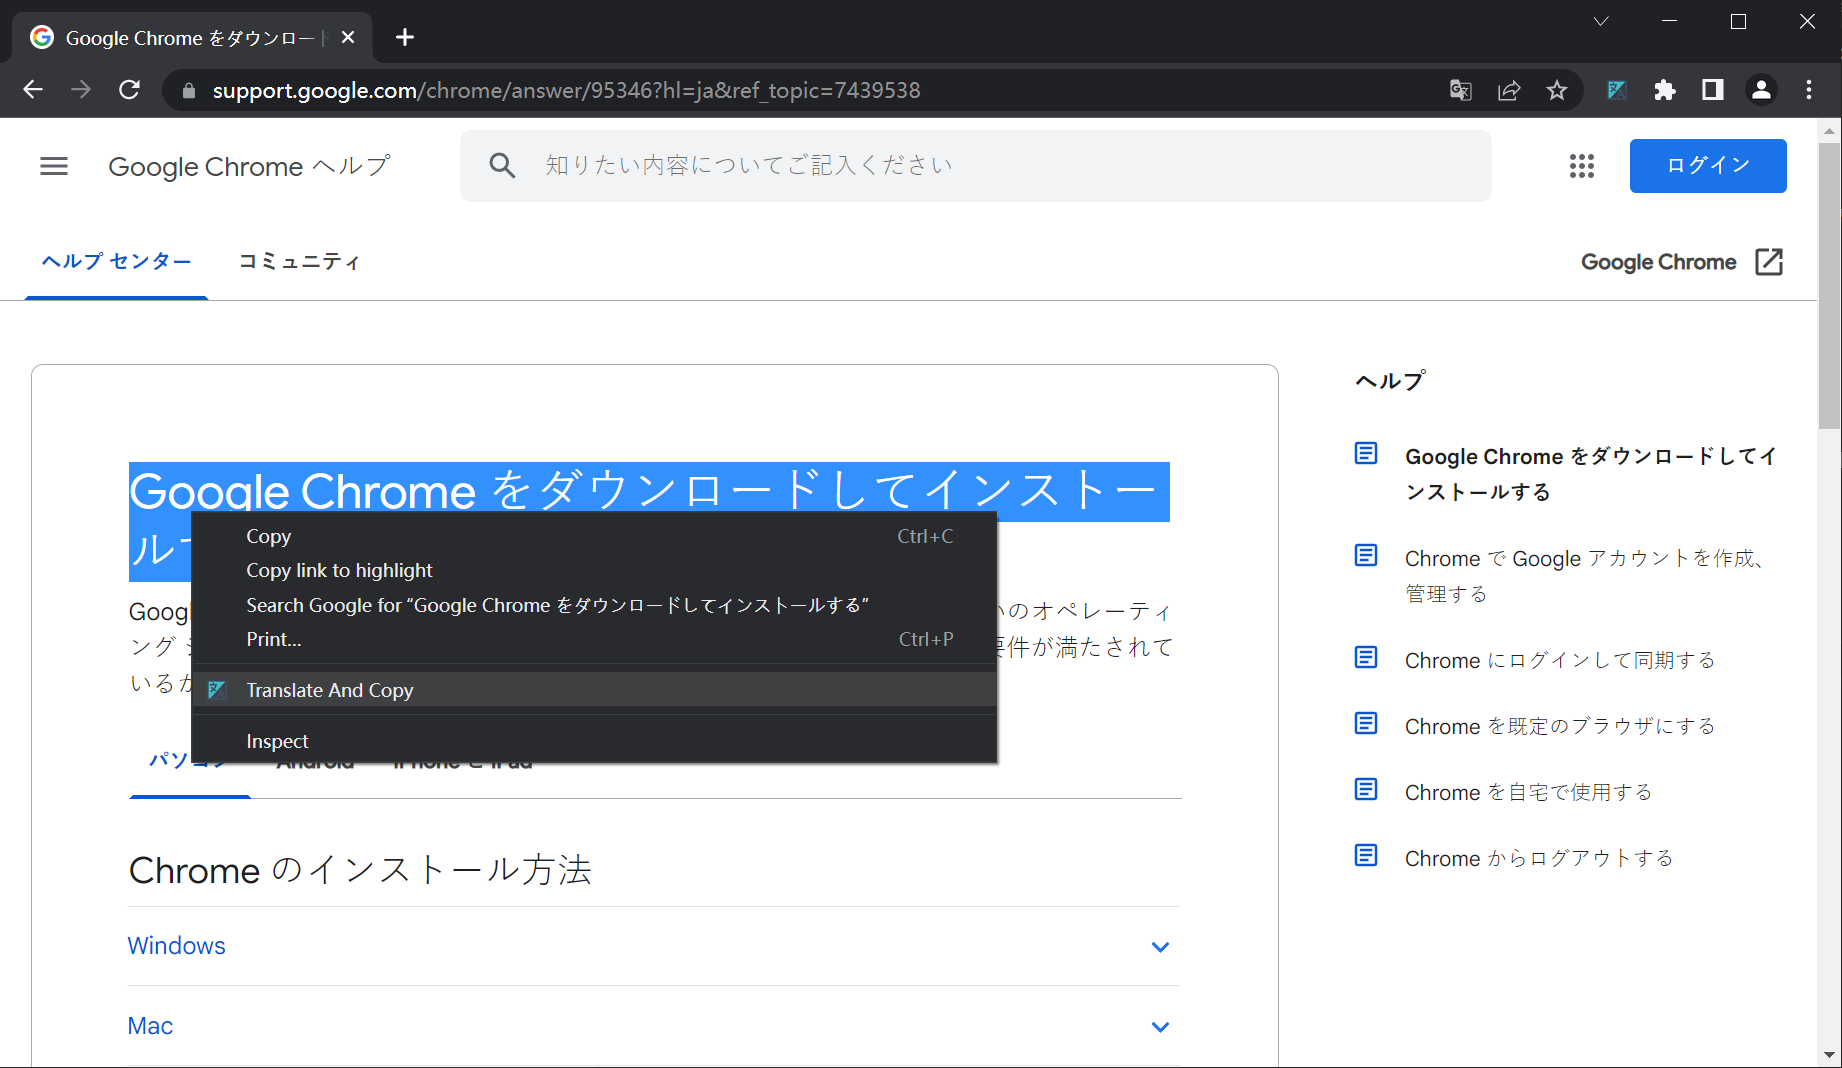 Google Chrome をダウンロード
support.google.com/chrome/answer/95346?hl=ja&ref_topic=7439538
Google Chrome ヘルプ
知りたい内容についてご記入ください
ログイン
ヘルプ センター
コミュニティ
Google Chrome
Google Chrome をダウンロードしてインストー
ル
Copy
Ctrl+C
Copy link to highlight
Search Google for “Google Chrome をダウンロードしてインストールする”
Print...
Ctrl+P
Translate And Copy
Inspect
Googl
いのオペレーティ
ング
要件が満たされて
いるか
パソコン
Android
iPhone と iPad
Chrome のインストール方法
Windows
Mac
ヘルプ
Google Chrome をダウンロードしてイ
ンストールする
Chrome で Google アカウントを作成、
管理する
Chrome にログインして同期する
Chrome を既定のブラウザにする
Chrome を自宅で使用する
Chrome からログアウトする